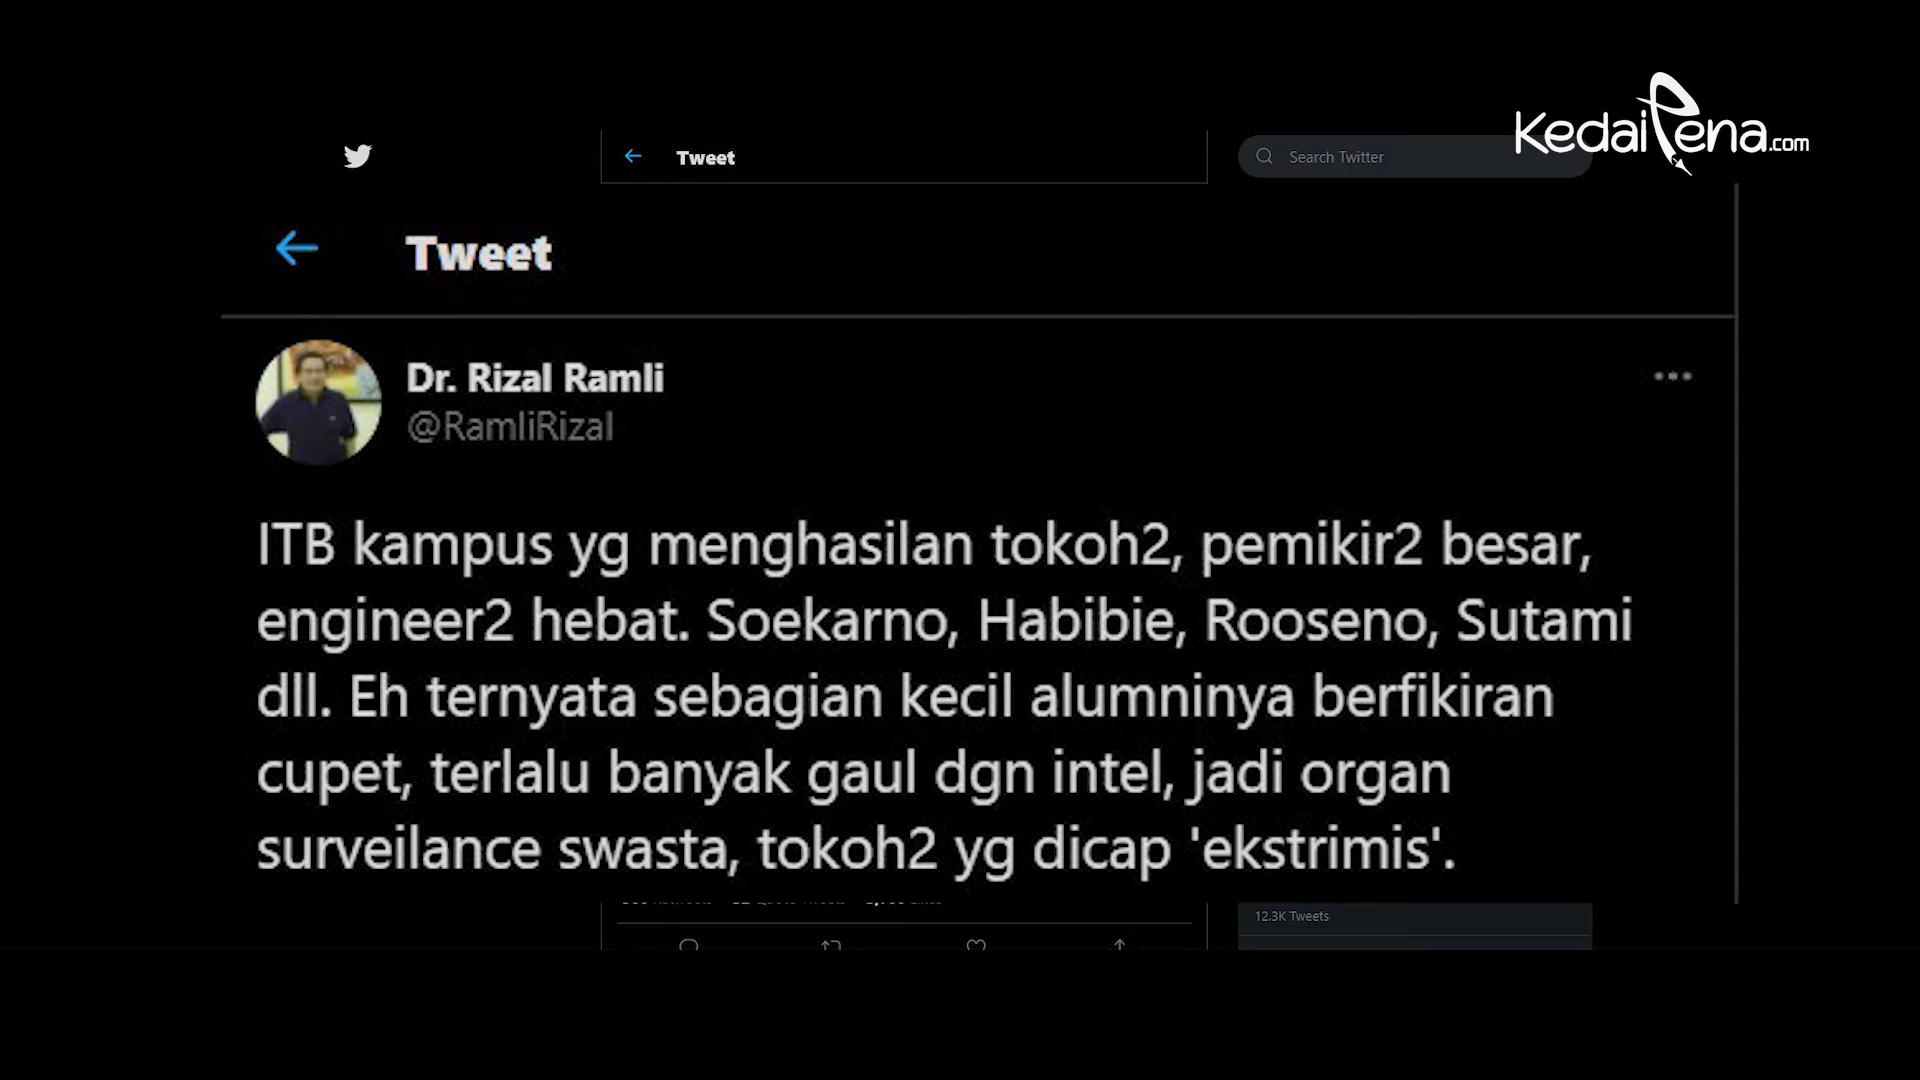 KedaiPena.com
Tweet
Search Twitter
Tweet
Dr. Rizal Ramli
@RamliRizal
ITB kampus yg menghasilan tokoh2, pemikir2 besar,
engineer2 hebat. Soekarno, Habibie, Rooseno, Sutami
dll. Eh ternyata sebagian kecil alumninya berfikiran
cupet, terlalu banyak gaul dgn intel, jadi organ
surveilance swasta, tokoh2 yg dicap 'ekstrimis'.
12.3K Tweets